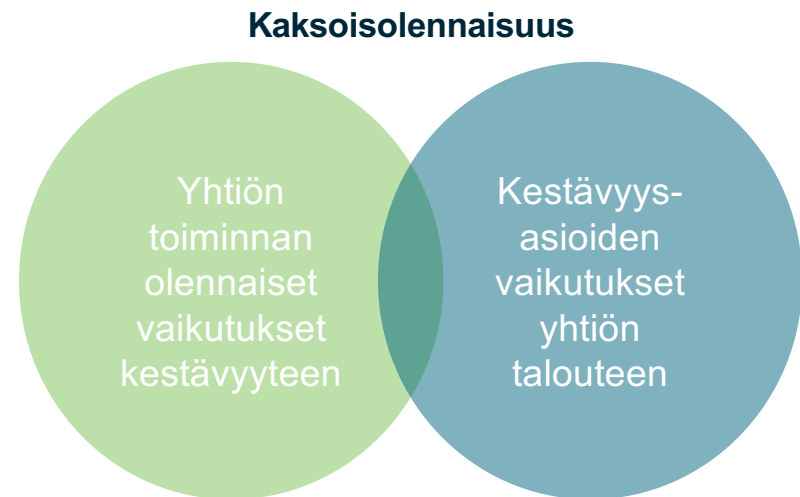 Kaksoisolennaisuus
Yhtiön
toiminnan
olennaiset
vaikutukset
kestävyyteen
Kestävyys-
asioiden
vaikutukset
yhtiön
talouteen